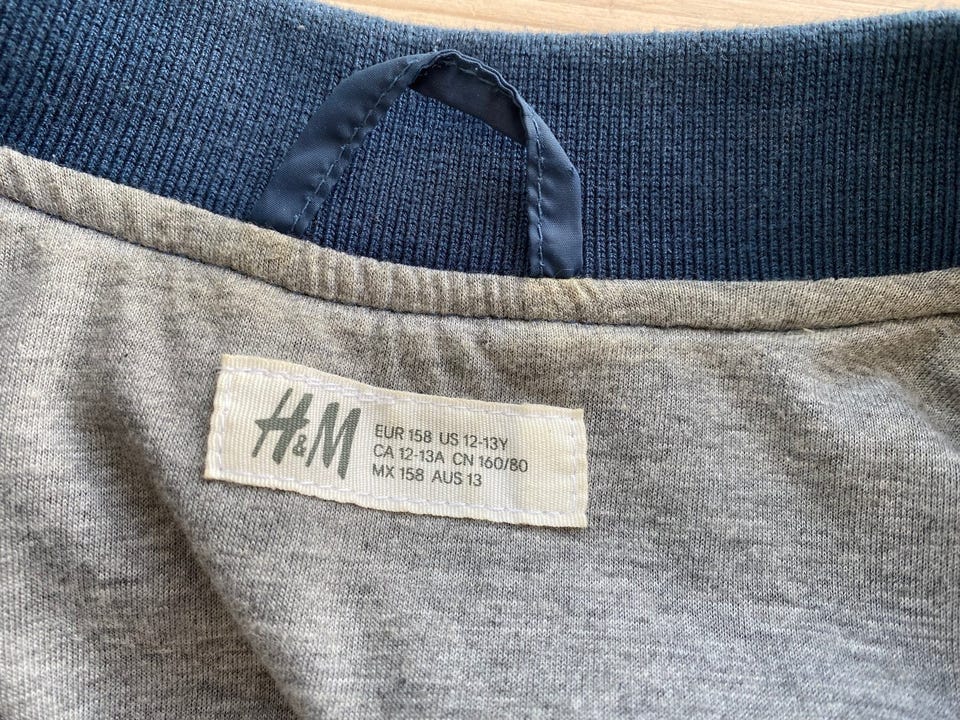 H&M
EUR 158 US 12-13Y
CA 12-13A CN 160/80
MX 158 AUS 13